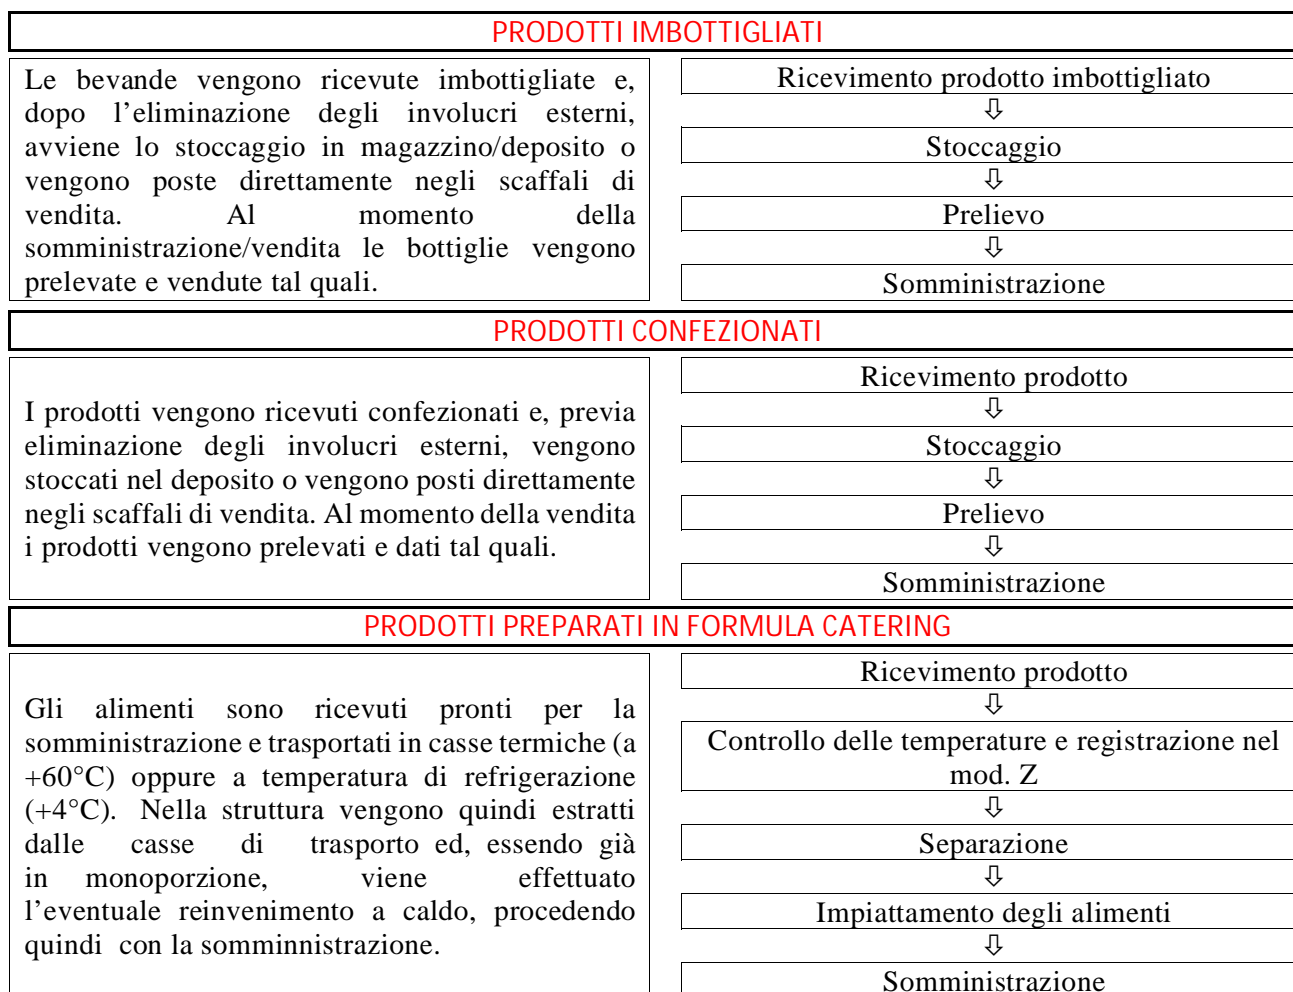 PRODOTTI IMBOTTIGLIATI
Le bevande vengono ricevute imbottigliate e,
dopo l'eliminazione degli involucri esterni,
avviene lo stoccaggio in magazzino/deposito o
vengono poste direttamente negli scaffali di
vendita. Al momento della
somministrazione/vendita le bottiglie vengono
prelevate e vendute tal quali.
Ricevimento prodotto imbottigliato
⇩
Stoccaggio
⇩
Prelievo
⇩
Somministrazione
PRODOTTI CONFEZIONATI
I prodotti vengono ricevuti confezionati e, previa
eliminazione degli involucri esterni, vengono
stoccati nel deposito o vengono posti direttamente
negli scaffali di vendita. Al momento della vendita
i prodotti vengono prelevati e dati tal quali.
Ricevimento prodotto
⇩
Stoccaggio
⇩
Prelievo
⇩
Somministrazione
PRODOTTI PREPARATI IN FORMULA CATERING
Gli alimenti sono ricevuti pronti per la
somministrazione e trasportati in casse termiche (a
+60°C) oppure a temperatura di refrigerazione
(+4°C). Nella struttura vengono quindi estratti
dalle casse di trasporto ed, essendo già
in monoporzione, viene effettuato
l'eventuale reinvenimento a caldo, procedendo
quindi con la somminnistrazione.
Ricevimento prodotto
⇩
Controllo delle temperature e registrazione nel
mod. Z
⇩
Separazione
⇩
Impiattamento degli alimenti
⇩
Somministrazione